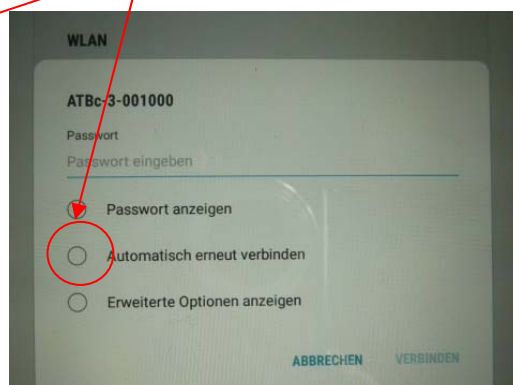 WLAN
ATBc-3-001000
Passwort
Passwort eingeben
Passwort anzeigen
Automatisch erneut verbinden
Erweiterte Optionen anzeigen
ABBRECHEN VERBINDEN